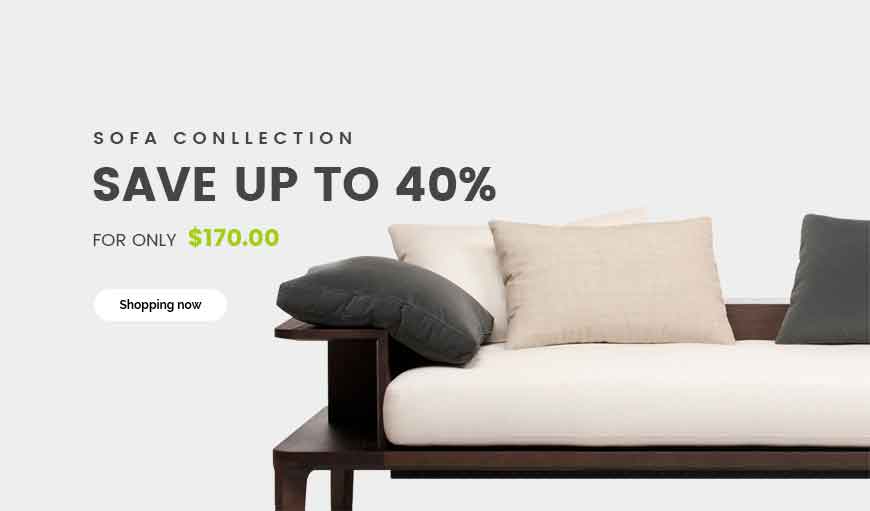 SOFA CONLLECTION
SAVE UP TO 40%
FOR ONLY $170.00
Shopping now